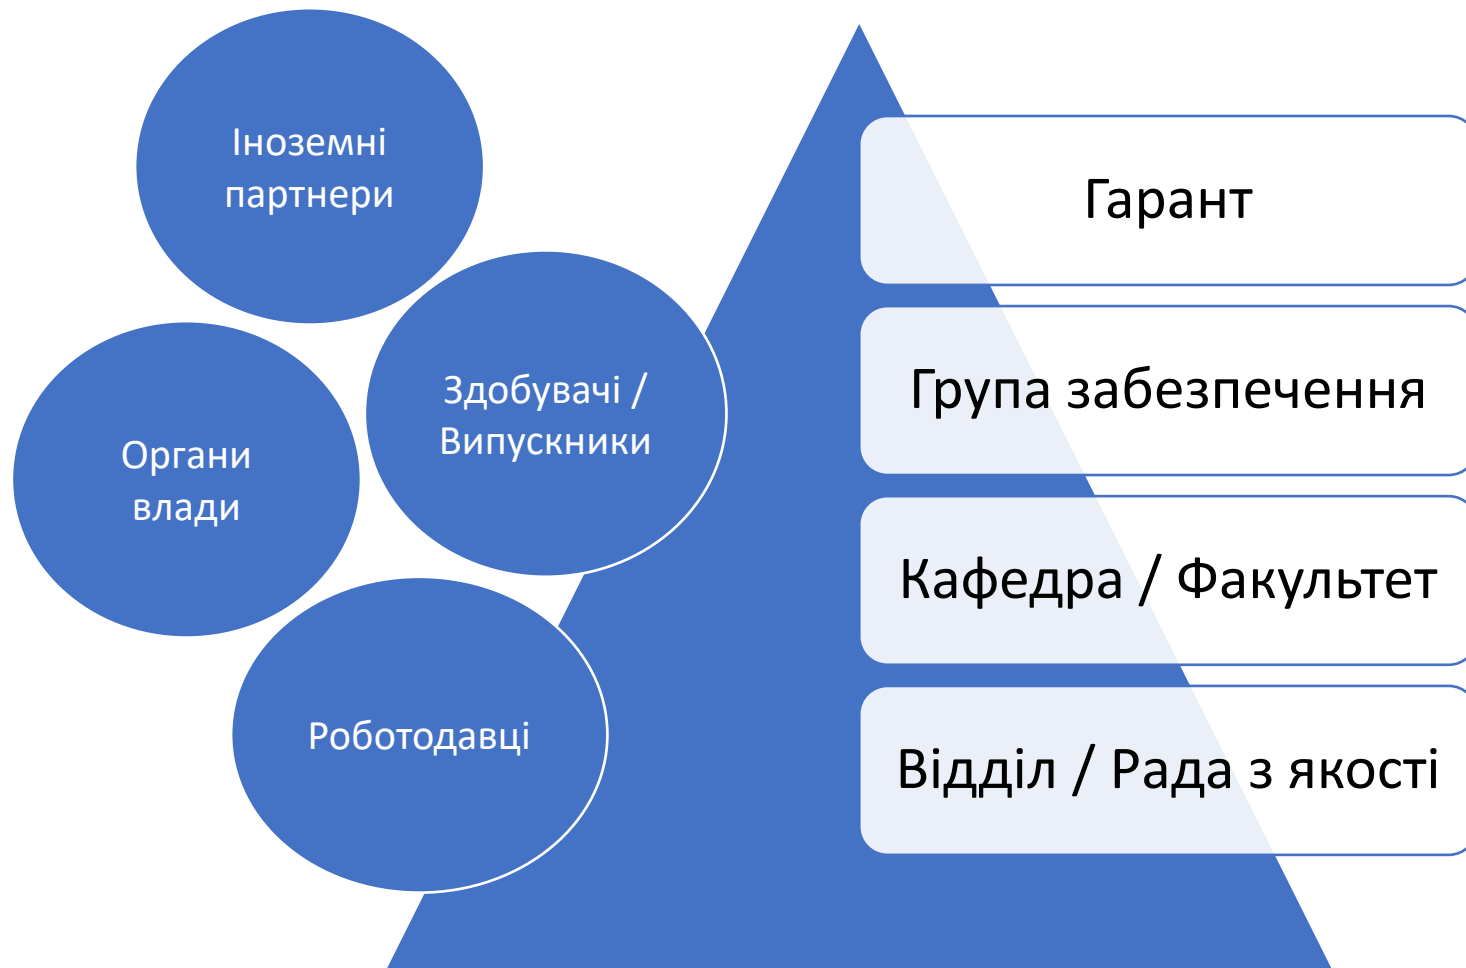 Іноземні
партнери
Здобувачі /
Випускники
Органи
влади
Роботодавці
Гарант
Група забезпечення
Кафедра / Факультет
Відділ / Рада з якості